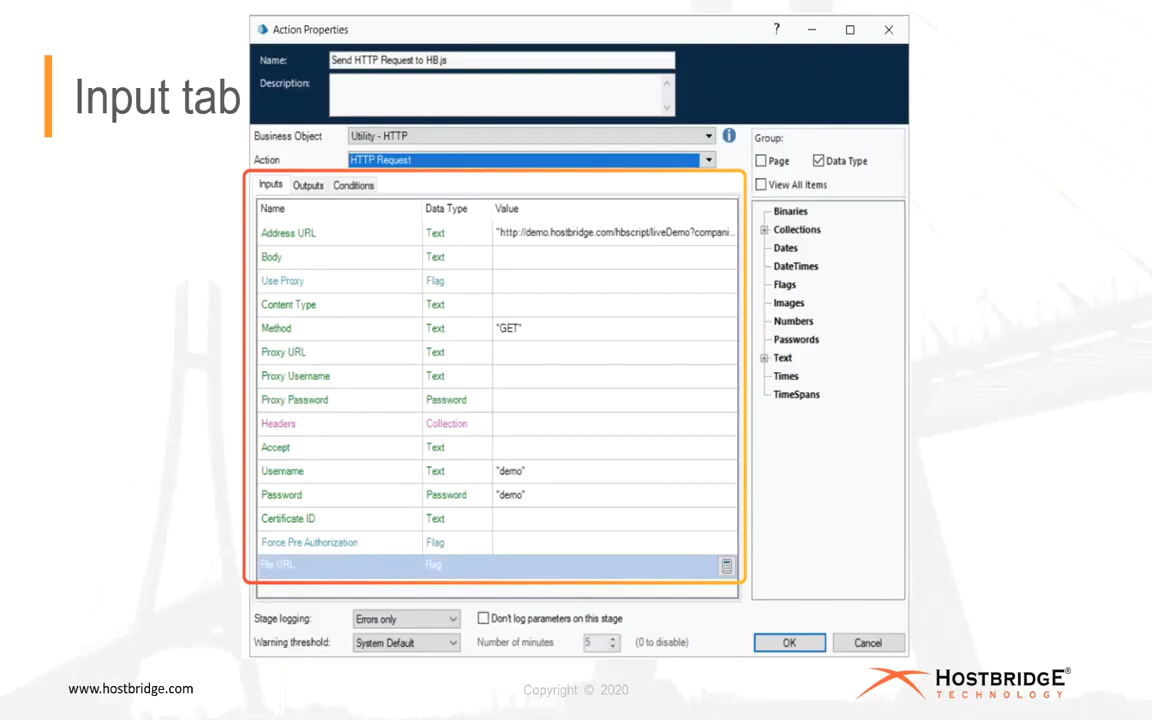 Input tab
Action Properties
?
Name: Send HTTP Request to HB.js
Description:
Business Object Utility - HTTP
Action HTTP Request
Inputs Outputs Conditions
Name Data Type Value
Address URL Text "http://demo.hostbridge.com/hbscript/liveDemo?compani...
Body Text
Use Proxy Flag
Content Type Text
Method Text "GET"
Proxy URL Text
Proxy Username Text
Proxy Password Password
Headers Collection
Accept Text
Username Text "demo"
Password Password "demo"
Certificate ID Text
Force Pre Authorization Flag
File URL Flag
Group:
Page Data Type
View All Items
Binaries
Collections
Dates
DateTimes
Flags
Images
Numbers
Passwords
Text
Times
TimeSpans
Stage logging: Errors only Don't log parameters on this stage
Warning threshold: System Default Number of minutes 5 (0 to disable)
OK Cancel
www.hostbridge.com
Copyright © 2020
HOSTBRIDGE®
TECHNOLOGY